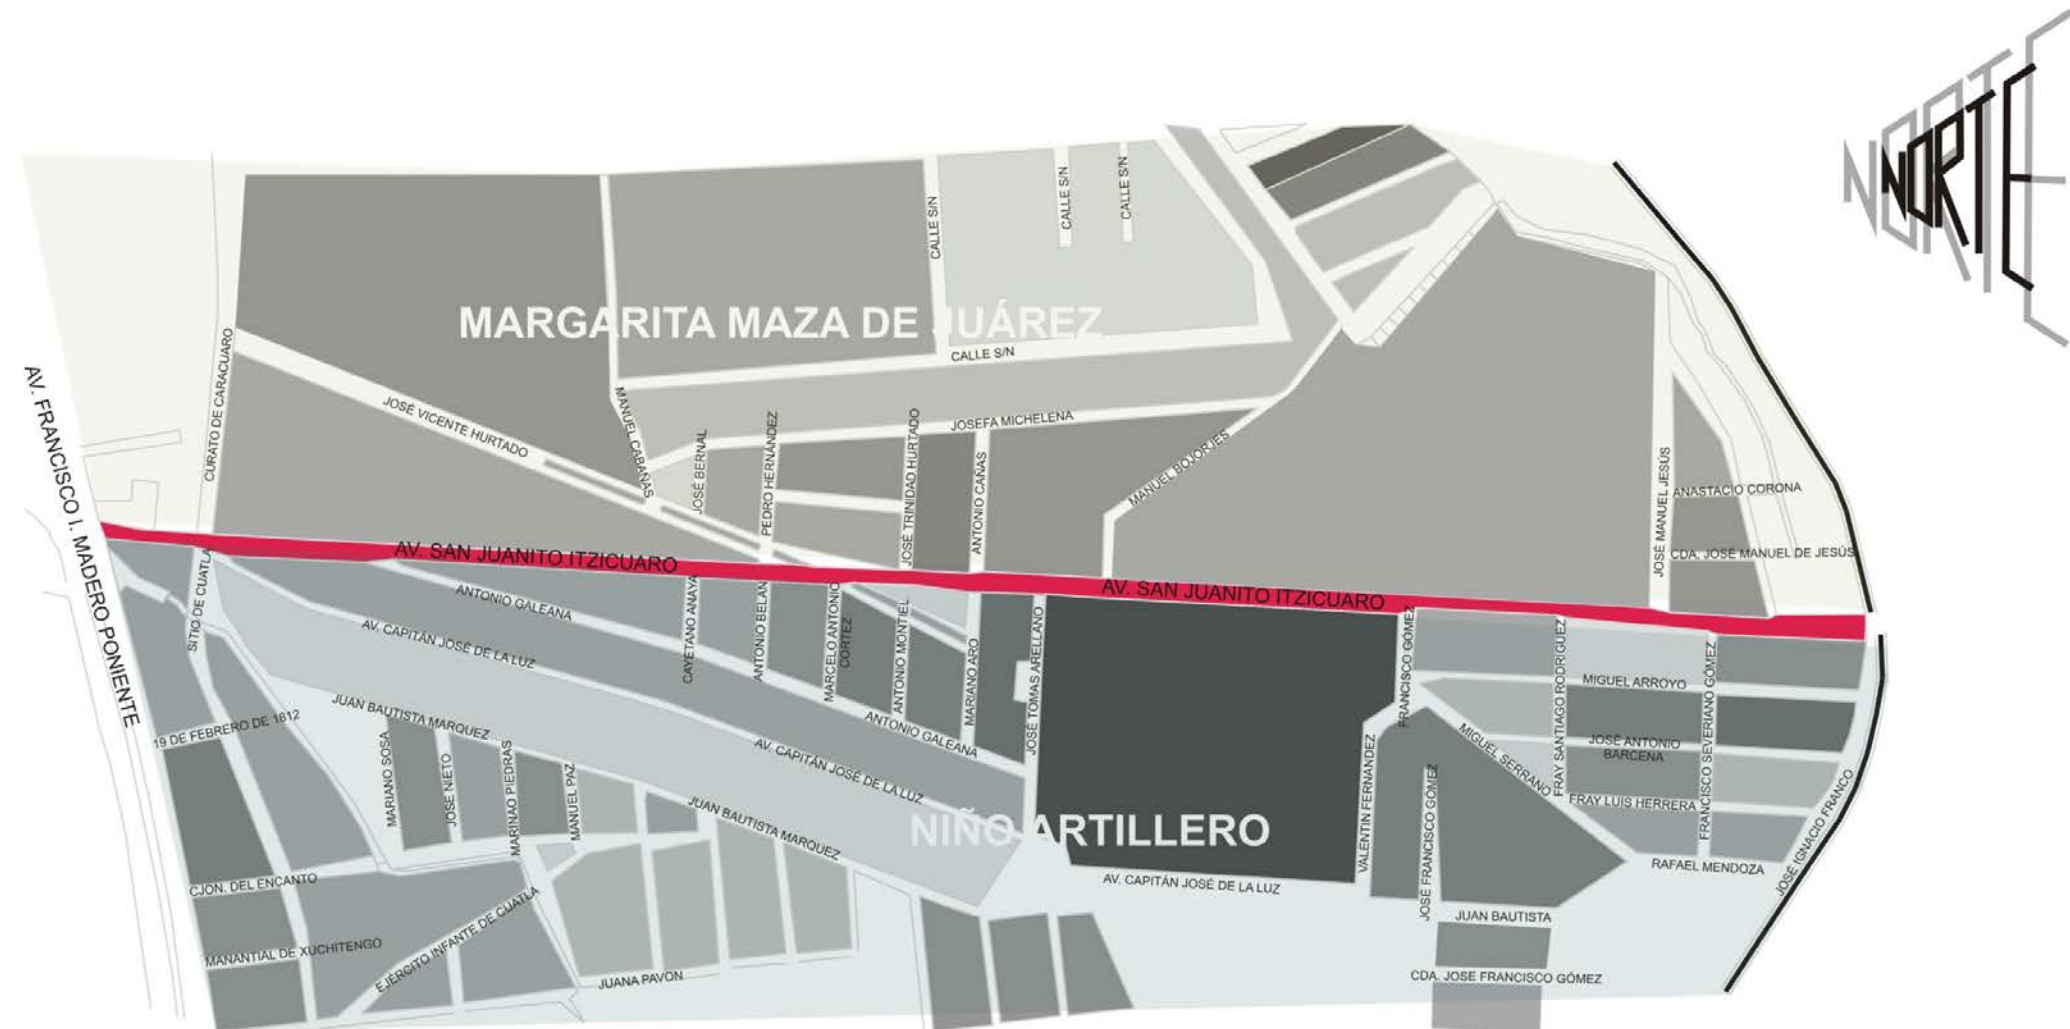 NORTE
NORTE
CALLE S/N
CALLE S/N
CALLE S/N
MARGARITA MAZA DE JUÁREZ
CALLE S/N
AV. FRANCISCO I. MADERO PONIENTE
CURATO DE CARACUARO
JOSÉ VICENTE HURTADO
MANUEL CABAÑAS
JOSÉ BERNAL
PEDRO HERNÁNDEZ
JOSÉ TRINIDAD HURTADO
JOSEFA MICHELENA
ANTONIO CAÑAS
MANUEL BOJORJES
JOSÉ MANUEL JESÚS
ANASTACIO CORONA
CDA. JOSÉ MANUEL DE JESÚS
AV. SAN JUANITO ITZICUARO
AV. SAN JUANITO ITZICUARO
SITIO DE CUATLA
ANTONIO GALEANA
AV. CAPITÁN JOSÉ DE LA LUZ
CAYETANO ANAYA
ANTONIO BELAN
MARCELO ANTONIO
CORTEZ
ANTONIO MONTIEL
MARIANO ARO
JOSÉ TOMAS ARELLANO
FRANCISCO GÓMEZ
FRAY SANTIAGO RODRIGUEZ
FRANCISCO SEVERIANO GÓMEZ
MIGUEL ARROYO
19 DE FEBRERO DE 1812
JUAN BAUTISTA MARQUEZ
MARIANO SOSA
JOSE NIETO
MARINAO PIEDRAS
MANUEL PAZ
ANTONIO GALEANA
AV. CAPITÁN JOSÉ DE LA LUZ
JUAN BAUTISTA MARQUEZ
NIÑO ARTILLERO
VALENTIN FERNANDEZ
JOSÉ FRANCISCO GÓMEZ
MIGUEL SERRANO
JOSÉ ANTONIO
BARCENA
FRAY LUIS HERRERA
RAFAEL MENDOZA
JOSÉ IGNACIO FRANCO
CJON. DEL ENCANTO
AV. CAPITÁN JOSÉ DE LA LUZ
JUAN BAUTISTA
MANANTIAL DE XUCHITENGO
EJÉRCITO INFANTE DE CUATLA
JUANA PAVON
CDA. JOSE FRANCISCO GÓMEZ